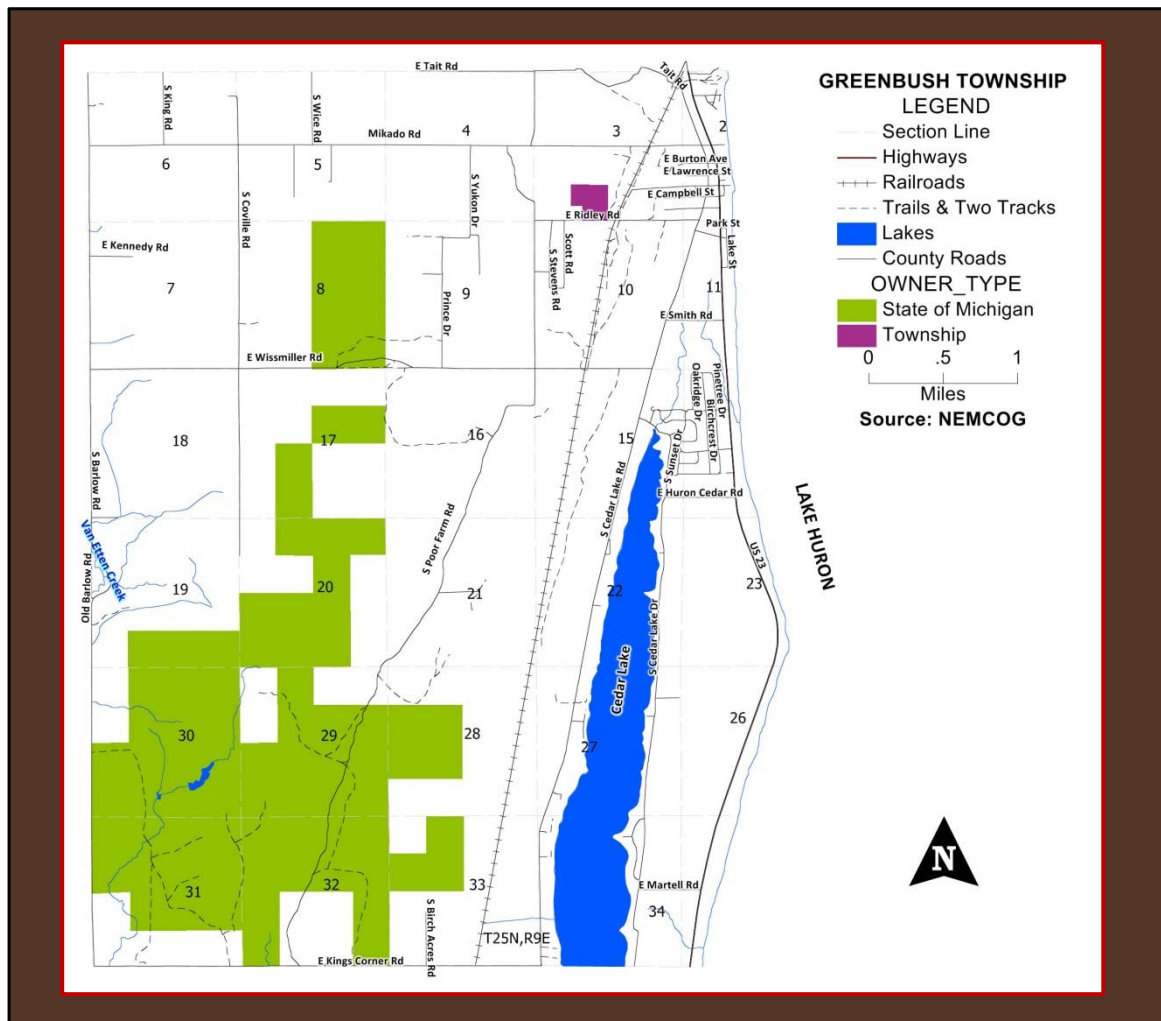 GREENBUSH TOWNSHIP
LEGEND
Section Line
Highways
Railroads
Trails & Two Tracks
Lakes
County Roads
OWNER_TYPE
State of Michigan
Township
0 .5 1
Miles
Source: NEMCOG
E Tait Rd
Tait Rd
S King Rd
S Wice Rd
Mikado Rd
4
3
2
6
5
E Burton Ave
E Lawrence St
E Campbell St
S Coville Rd
S Yukon Dr
E Ridley Rd
Park St
Lake St
E Kennedy Rd
Scott Rd
S Stevens Rd
7
8
9
10
11
Prince Dr
E Smith Rd
E Wissmiller Rd
Oakridge Dr
Pinetree Dr
Birchcrest Dr
18
17
16
15
S Sunset Dr
S Barlow Rd
S Cedar Lake Rd
E Huron Cedar Rd
LAKE HURON
Van Etten Creek
S Poor Farm Rd
US 23
Old Barlow Rd
19
20
21
22
23
Cedar Lake
S Cedar Lake Dr
30
29
28
27
26
31
32
33
34
E Martell Rd
S Birch Acres Rd
T25N,R9E
E Kings Corner Rd
N